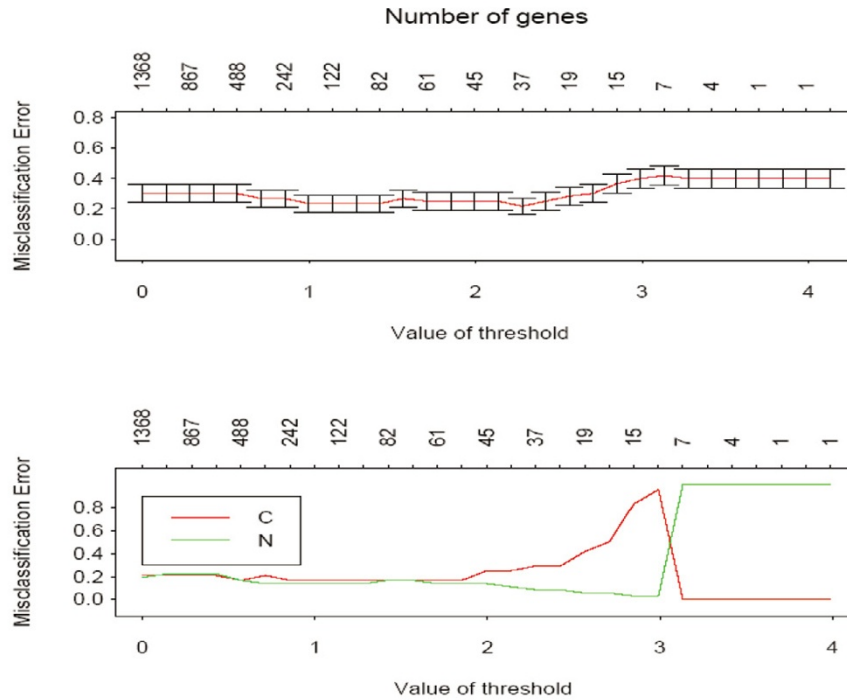 Number of genes
1368 867 488 242 122 82 61 45 37 19 15 7 4 1 1
Misclassification Error
0.8
0.6
0.4
0.2
0.0
0 1 2 3 4
Value of threshold
1368 867 488 242 122 82 61 45 37 19 15 7 4 1 1
Misclassification Error
0.8
0.6
0.4
0.2
0.0
C
N
0 1 2 3 4
Value of threshold